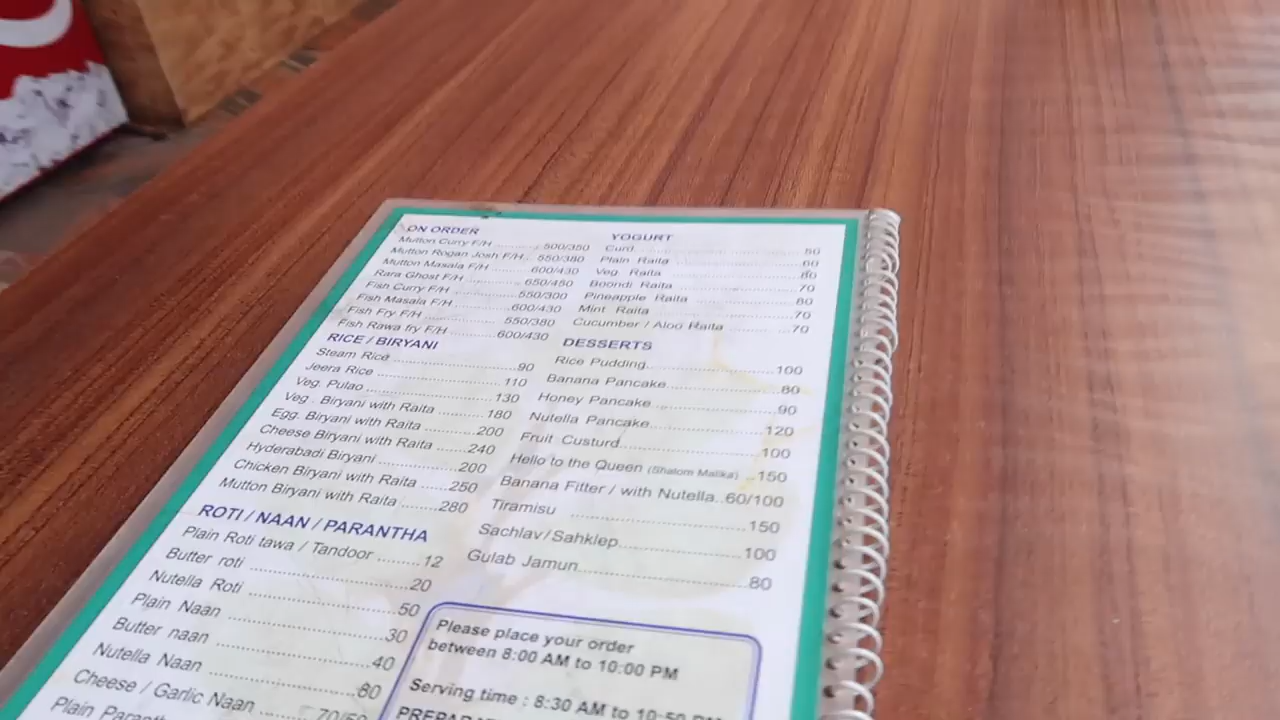 ON ORDER
Mutton Curry F/H ............ 500/350
Mutton Rogan Josh F/H.. 550/380
Mutton Masala F/H ............ 600/430
Rara Ghost F/H ............ 650/450
Fish Curry F/H ............ 550/300
Fish Masala F/H ............ 600/430
Fish Fry F/H ............ 550/380
Fish Rawa fry F/H ............ 600/430
RICE / BIRYANI
Steam Rice ............ 90
Jeera Rice ............ 110
Veg. Pulao ............ 130
Veg . Biryani with Raita ............ 180
Egg. Biryani with Raita ............ 200
Cheese Biryani with Raita ....... 240
Hyderabadi Biryani ............ 200
Chicken Biryani with Raita ...... 250
Mutton Biryani with Raita ....... 280
ROTI / NAAN / PARANTHA
Plain Roti tawa / Tandoor ........ 12
Butter roti ............ 20
Nutella Roti ............ 50
Plain Naan ............ 30
Butter naan ............ 40
Nutella Naan ............ 80
Cheese / Garlic Naan ............ 70/
Plain
YOGURT
Curd ............ 50
Plain Raita ............ 60
Veg. Raita ............ 80
Boondi Raita ............ 70
Pineapple Raita ............ 80
Mint Raita ............ 70
Cucumber / Aloo Raita ............ 70
DESSERTS
Rice Pudding ............ 100
Banana Pancake ............ 80
Honey Pancake ............ 90
Nutella Pancake ............ 120
Fruit Custurd ............ 100
Hello to the Queen (Shalom Malika) ..150
Banana Fitter / with Nutella..60/100
Tiramisu ............ 150
Sachlav/Sahklep ............ 100
Gulab Jamun ............ 80
Please place your order
between 8:00 AM to 10:00 PM
Serving time : 8:30 AM to 10:50 PM